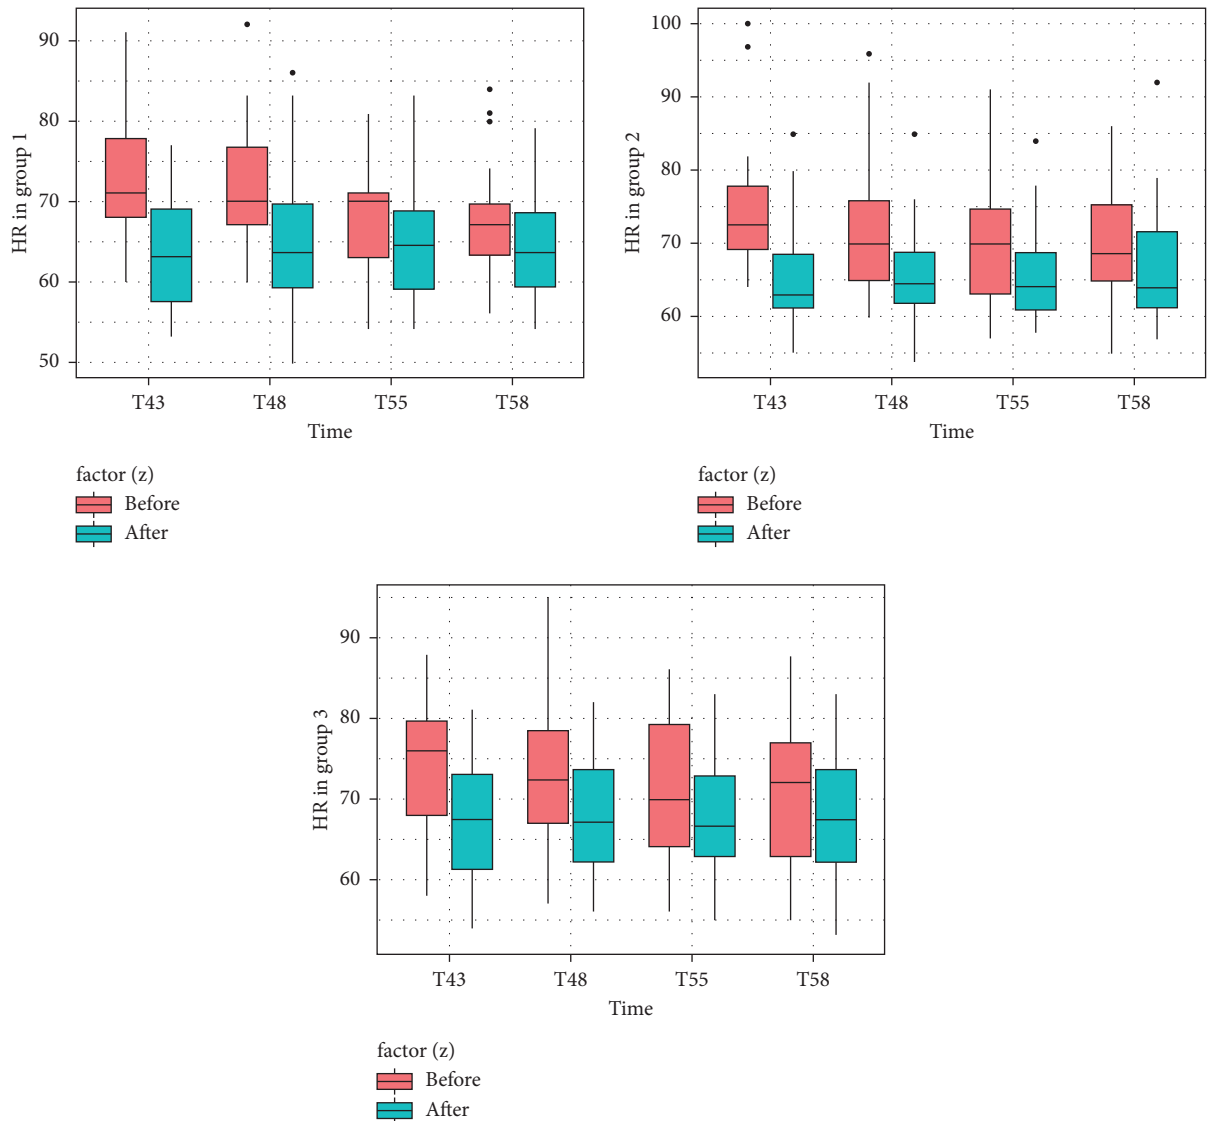 HR in group 1
90
80
70
60
50
T43 T48 T55 T58
Time
factor (z)
Before
After
HR in group 2
100
90
80
70
60
T43 T48 T55 T58
Time
factor (z)
Before
After
HR in group 3
90
80
70
60
T43 T48 T55 T58
Time
factor (z)
Before
After